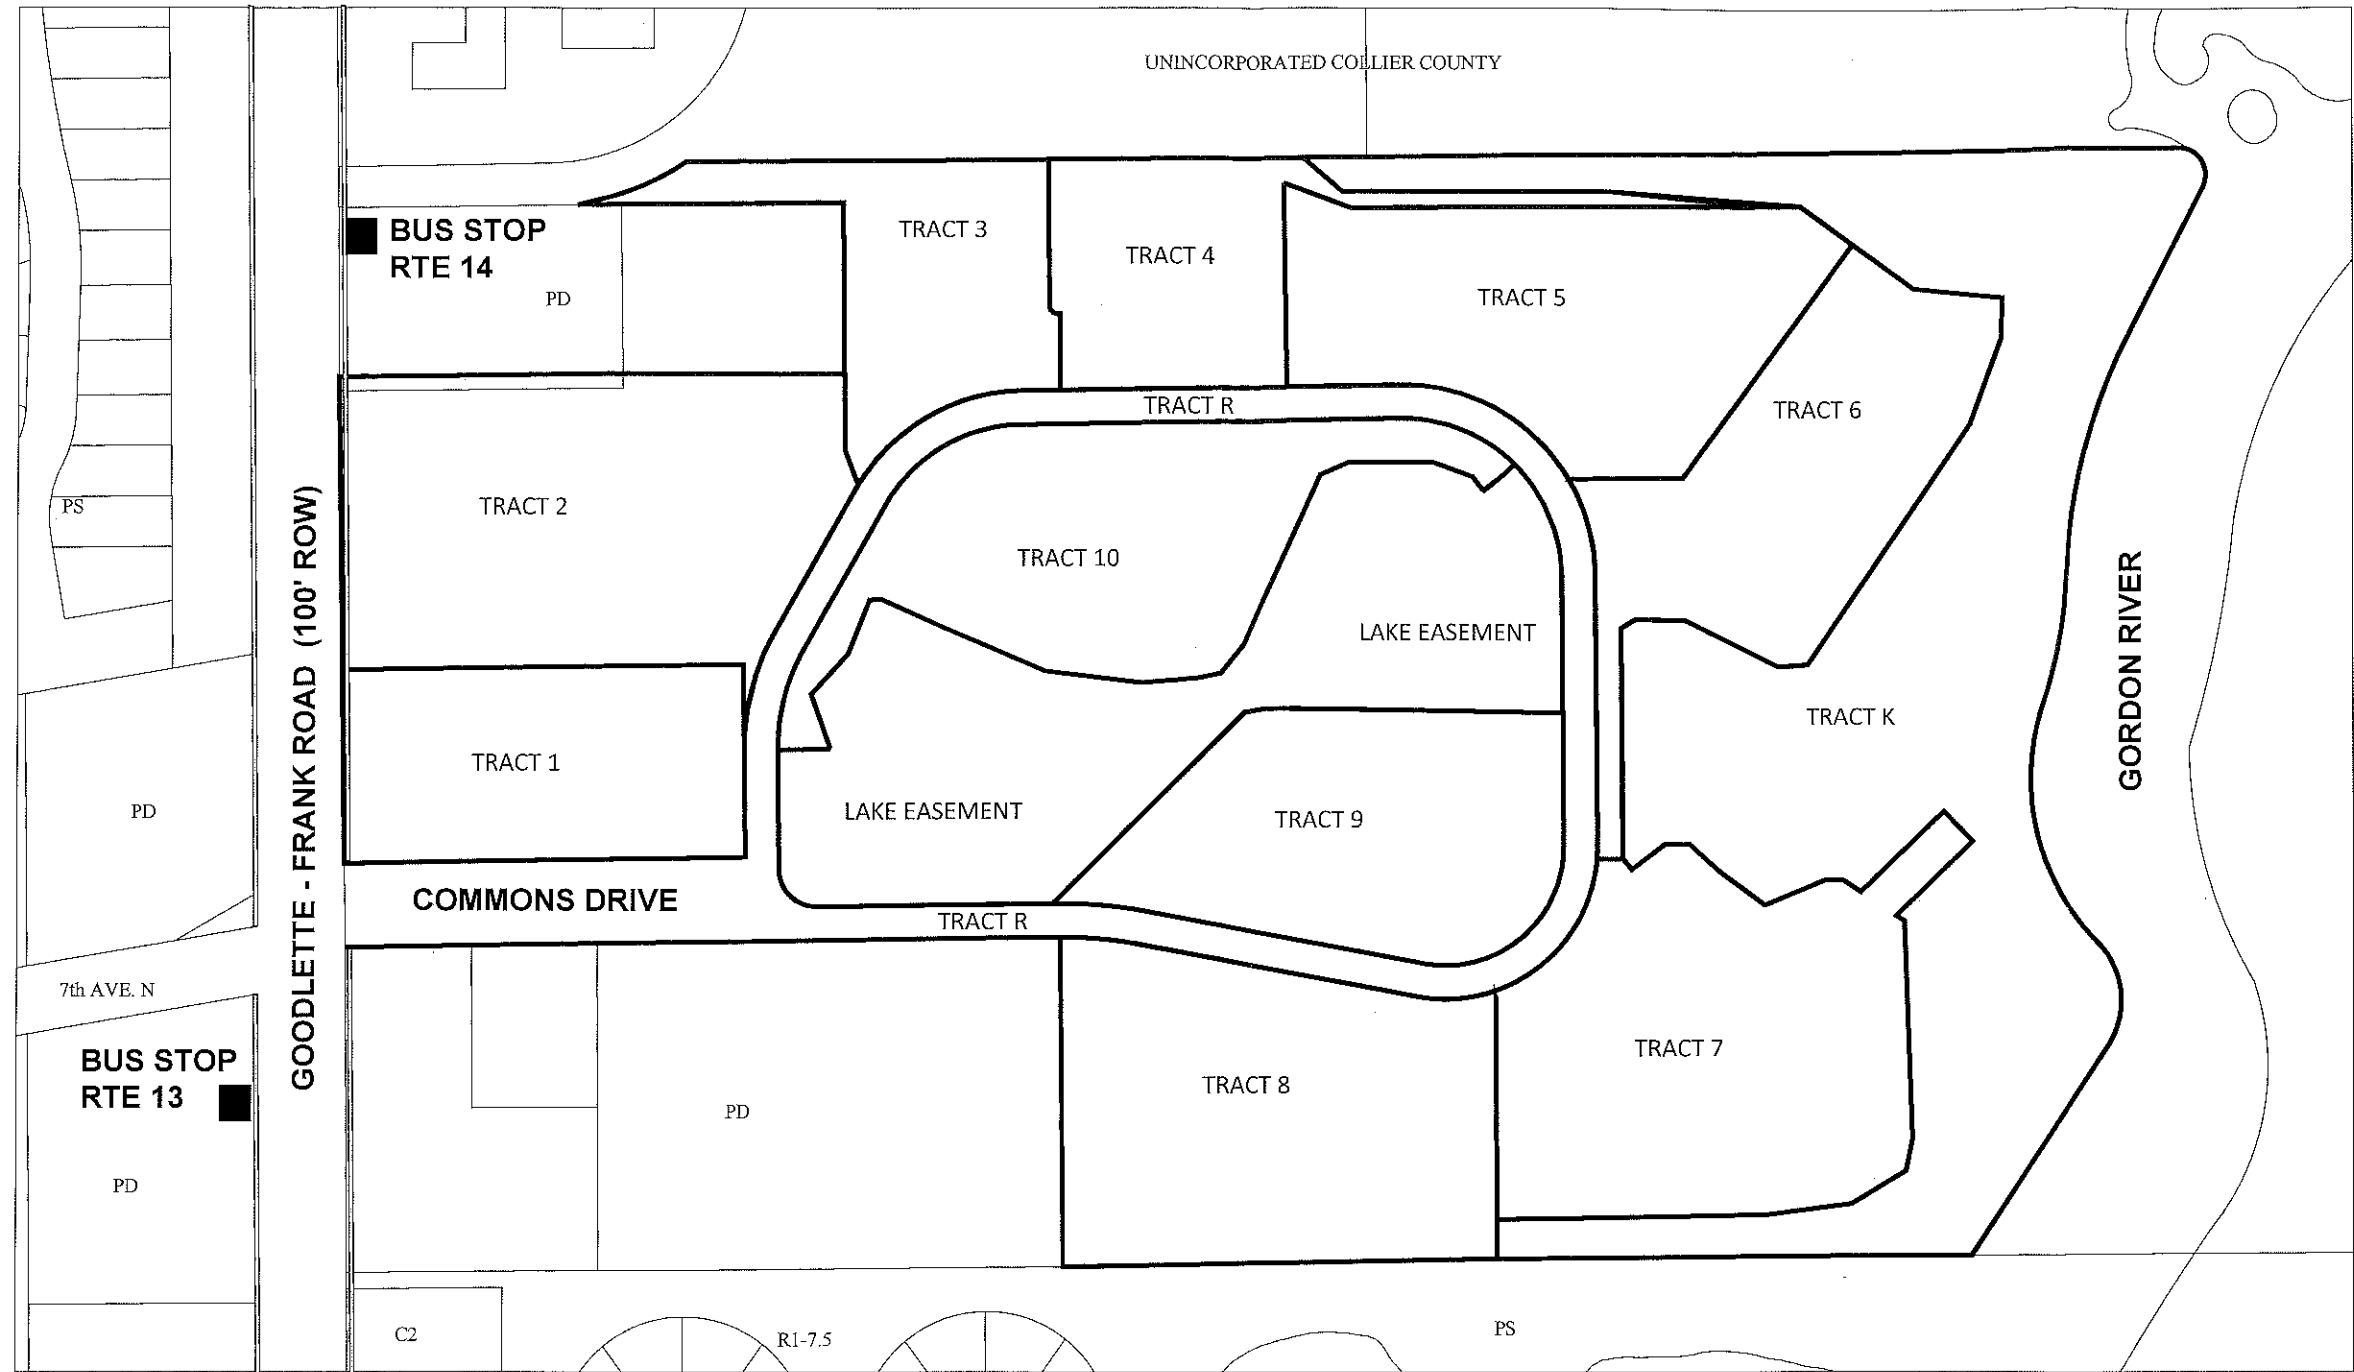 UNINCORPORATED COLLIER COUNTY
BUS STOP
RTE 14
PD
TRACT 3
TRACT 4
TRACT 5
TRACT 6
TRACT R
TRACT 2
PS
TRACT 10
LAKE EASEMENT
GOODLETTE - FRANK ROAD (100' ROW)
GORDON RIVER
TRACT K
TRACT 1
PD
LAKE EASEMENT
TRACT 9
COMMONS DRIVE
TRACT R
7th AVE. N
BUS STOP
RTE 13
PD
TRACT 7
TRACT 8
PD
C2
R1-7.5
PS